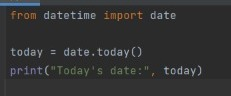 from datetime import date
today = date.today()
print("Today's date:", today)